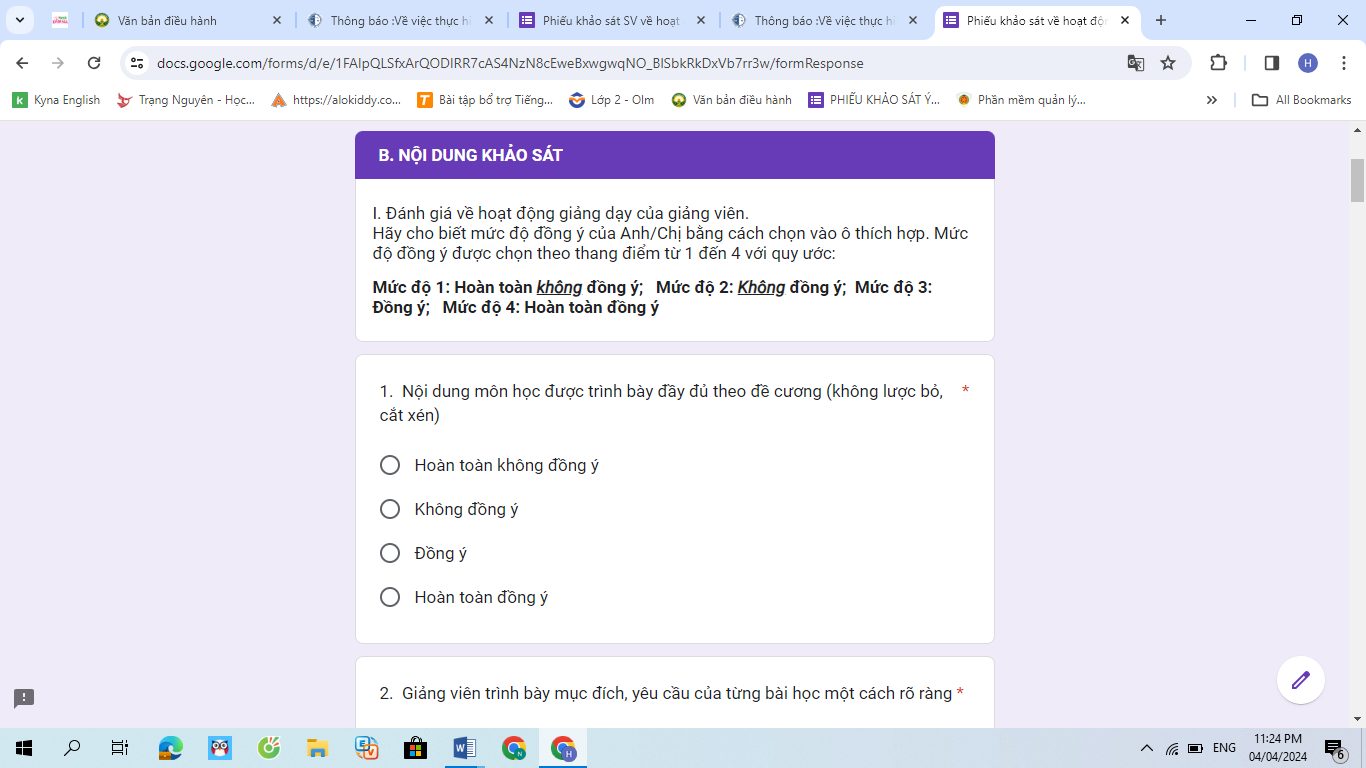 Văn bản điều hành
Thông báo :Về việc thực hi
Phiếu khảo sát SV về hoạt
Thông báo :Về việc thực hi
Phiếu khảo sát về hoạt độn
docs.google.com/forms/d/e/1FAIpQLSfxArQODIRR7cAS4NzN8cEweBxwgwqNO_BlSbkRkDxVb7rr3w/formResponse
H
Kyna English
Trạng Nguyên - Học...
https://alokiddy.co...
Bài tập bổ trợ Tiếng...
Lớp 2 - Olm
Văn bản điều hành
PHIẾU KHẢO SÁT Ý...
Phần mềm quản lý...
All Bookmarks
B. NỘI DUNG KHẢO SÁT
I. Đánh giá về hoạt động giảng dạy của giảng viên.
Hãy cho biết mức độ đồng ý của Anh/Chị bằng cách chọn vào ô thích hợp. Mức
độ đồng ý được chọn theo thang điểm từ 1 đến 4 với quy ước:
Mức độ 1: Hoàn toàn không đồng ý; Mức độ 2: Không đồng ý; Mức độ 3:
Đồng ý; Mức độ 4: Hoàn toàn đồng ý
1. Nội dung môn học được trình bày đầy đủ theo đề cương (không lược bỏ, *
cắt xén)
Hoàn toàn không đồng ý
Không đồng ý
Đồng ý
Hoàn toàn đồng ý
2. Giảng viên trình bày mục đích, yêu cầu của từng bài học một cách rõ ràng *
ENG
11:24 PM
04/04/2024
6